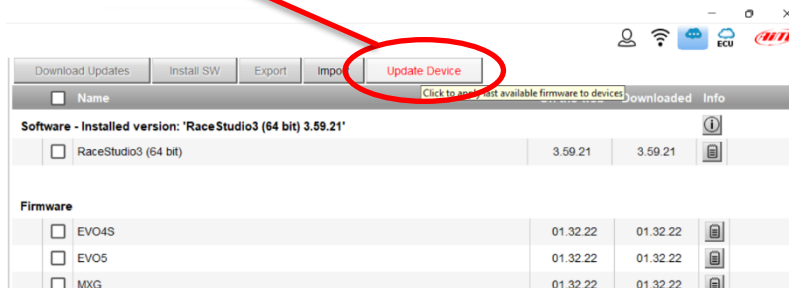 ECU
AIM
Download Updates Install SW Export Impo Update Device
Name Downloaded Info
Click to apply last available firmware to devices
Software - Installed version: 'RaceStudio3 (64 bit) 3.59.21'
RaceStudio3 (64 bit) 3.59.21 3.59.21
Firmware
EVO4S 01.32.22 01.32.22
EVO5 01.32.22 01.32.22
MXG 01.32.22 01.32.22